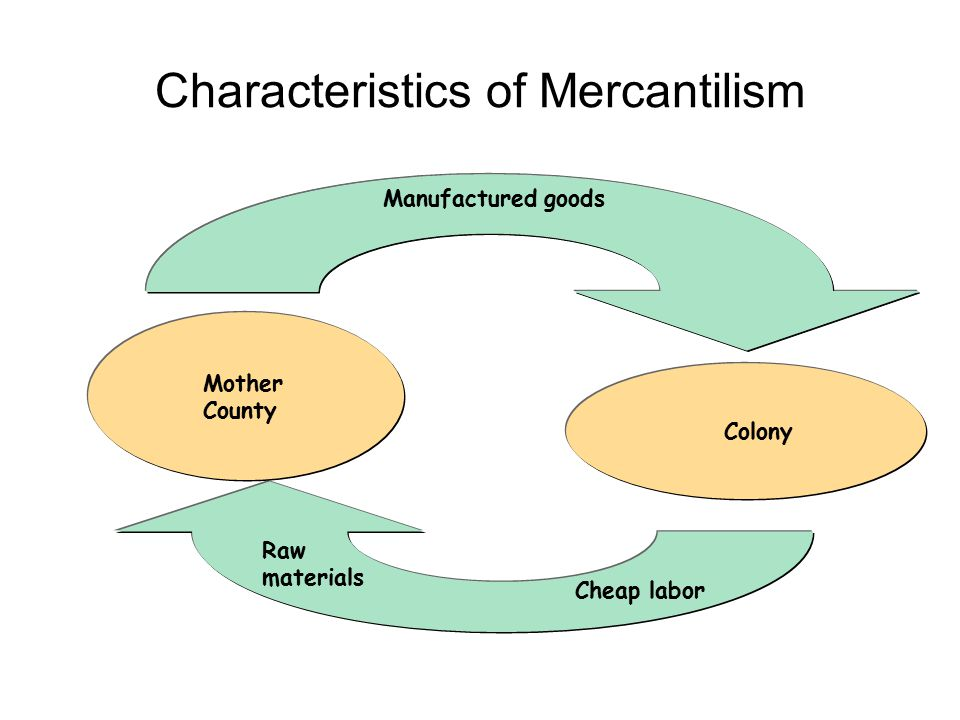 Characteristics of Mercantilism
Manufactured goods
Mother
County
Colony
Raw
materials
Cheap labor